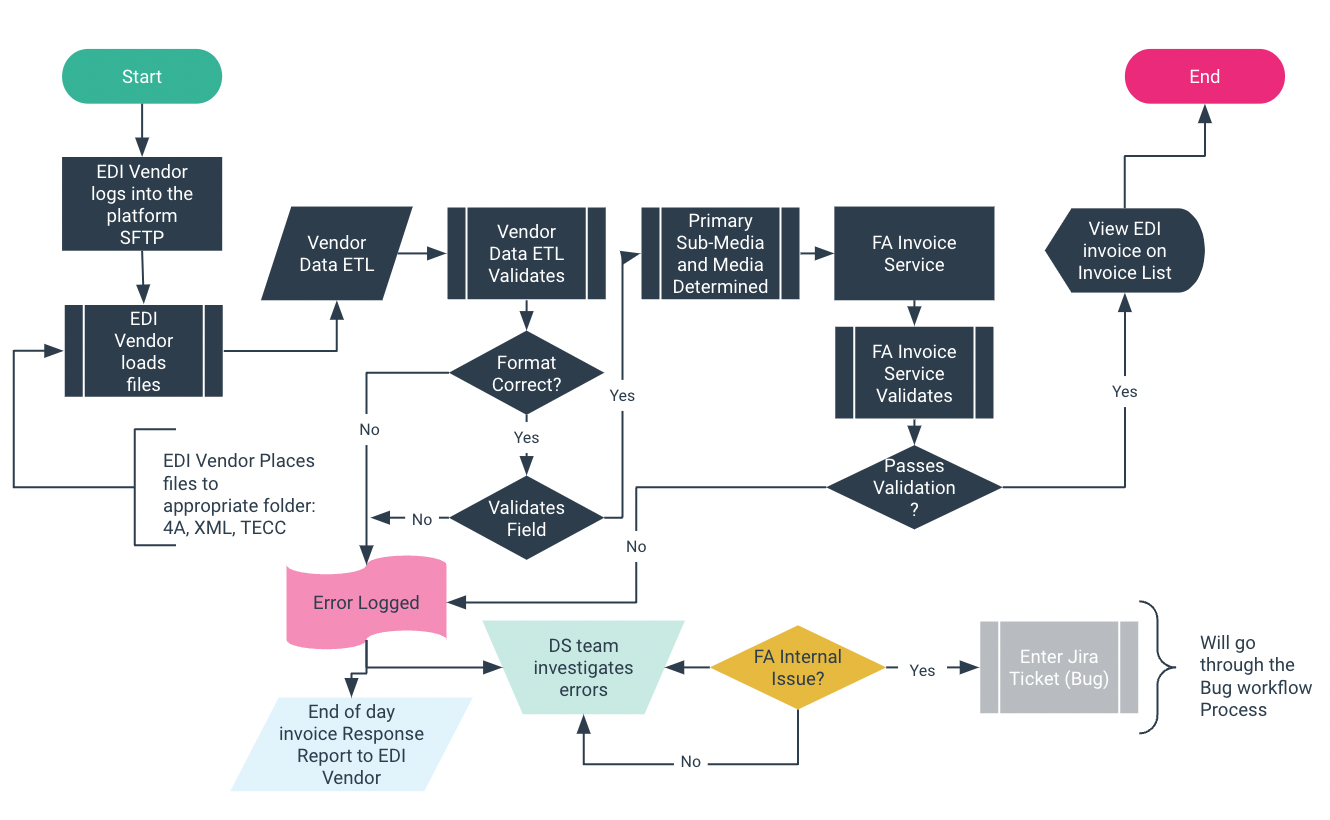 Start
End
EDI Vendor
logs into the
platform
SFTP
Vendor
Data ETL
Vendor
Data ETL
Validates
Primary
Sub-Media
and Media
Determined
FA Invoice
Service
View EDI
invoice on
Invoice List
EDI
Vendor
loads
files
Format
Correct?
FA Invoice
Service
Validates
Yes
Yes
No
Yes
EDI Vendor Places
files to
appropriate folder:
4A, XML, TECC
Validates
Field
No
Passes
Validation
?
No
Error Logged
DS team
investigates
errors
FA Internal
Issue?
Yes
Enter Jira
Ticket (Bug)
Will go
through the
Bug workflow
Process
End of day
invoice Response
Report to EDI
Vendor
No